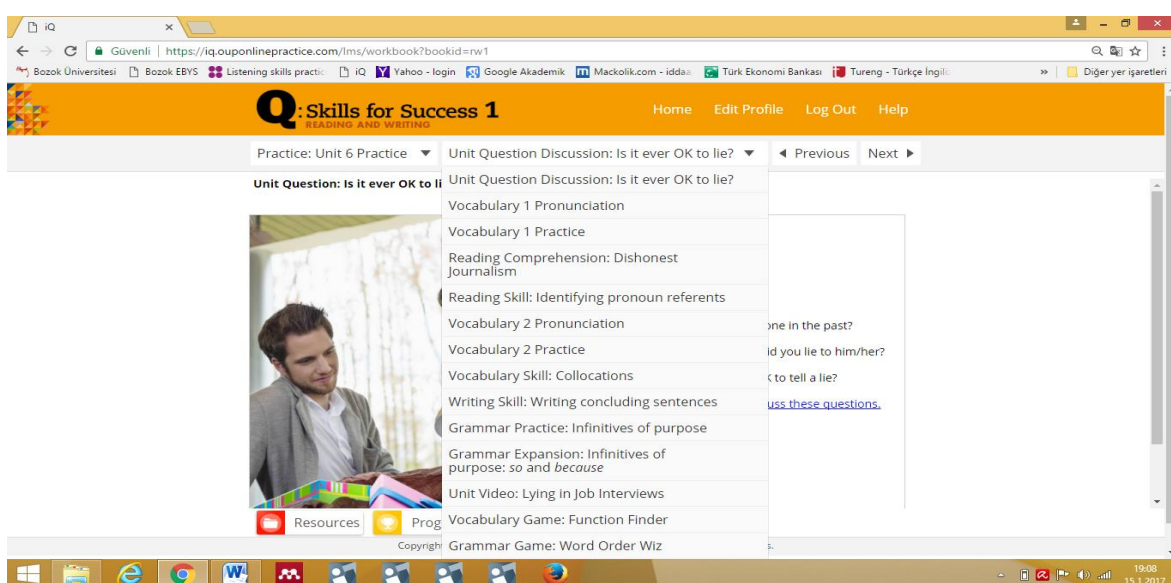 iQ
Güvenli | https://iq.ouponlinepractice.com/lms/workbook?bookid=rw1
Bozok Üniversitesi Bozok EBYS Listening skills practic iQ Yahoo - login Google Akademik Mackolik.com - iddaa Türk Ekonomi Bankası Tureng - Türkçe İngiliz » Diğer yer işaretleri
Q: Skills for Success 1
READING AND WRITING
Home Edit Profile Log Out Help
Practice: Unit 6 Practice Unit Question Discussion: Is it ever OK to lie? Previous Next
Unit Question: Is it ever OK to li
Unit Question Discussion: Is it ever OK to lie?
Vocabulary 1 Pronunciation
Vocabulary 1 Practice
Reading Comprehension: Dishonest
Journalism
Reading Skill: Identifying pronoun referents
Vocabulary 2 Pronunciation
one in the past?
Vocabulary 2 Practice
id you lie to him/her?
Vocabulary Skill: Collocations
to tell a lie?
Writing Skill: Writing concluding sentences
uss these questions.
Grammar Practice: Infinitives of purpose
Grammar Expansion: Infinitives of
purpose: so and because
Unit Video: Lying in Job Interviews
Vocabulary Game: Function Finder
Grammar Game: Word Order Wiz
Resources Prog
Copyrigh s.
19:08
15.1.2017